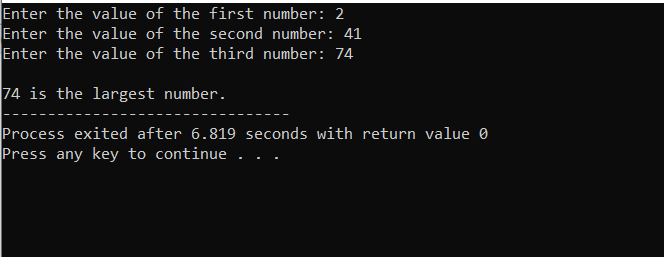 Enter the value of the first number: 2
Enter the value of the second number: 41
Enter the value of the third number: 74
74 is the largest number.
--------------------------------
Process exited after 6.819 seconds with return value 0
Press any key to continue . . .